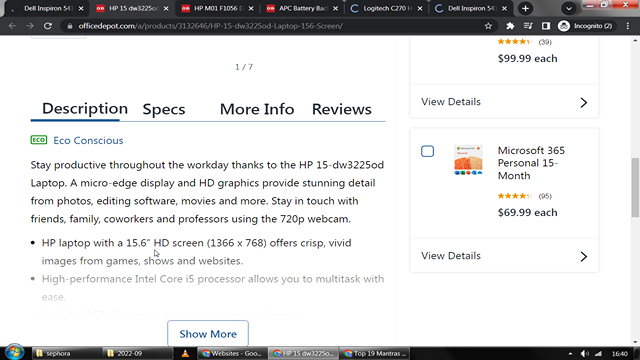 Dell Inspiron 541
HP 15 dw3225od
HP M01 F1056 D
APC Battery Bac
Logitech C270 H
Dell Inspiron 541
officedepot.com/a/products/3132646/HP-15-dw3225od-Laptop-156-Screen/
Incognito (2)
1 / 7
Description
Specs
More Info
Reviews
ECO Eco Conscious
Stay productive throughout the workday thanks to the HP 15-dw3225od
Laptop. A micro-edge display and HD graphics provide stunning detail
from photos, editing software, movies and more. Stay in touch with
friends, family, coworkers and professors using the 720p webcam.
HP laptop with a 15.6" HD screen (1366 x 768) offers crisp, vivid
images from games, shows and websites.
High-performance Intel Core i5 processor allows you to multitask with
ease.
Show More
(39)
$99.99 each
View Details
Microsoft 365
Personal 15-
Month
(95)
$69.99 each
View Details
sephora
2022-09
Websites - Goo...
HP 15 dw3225o...
Top 19 Mantras ...
16:40